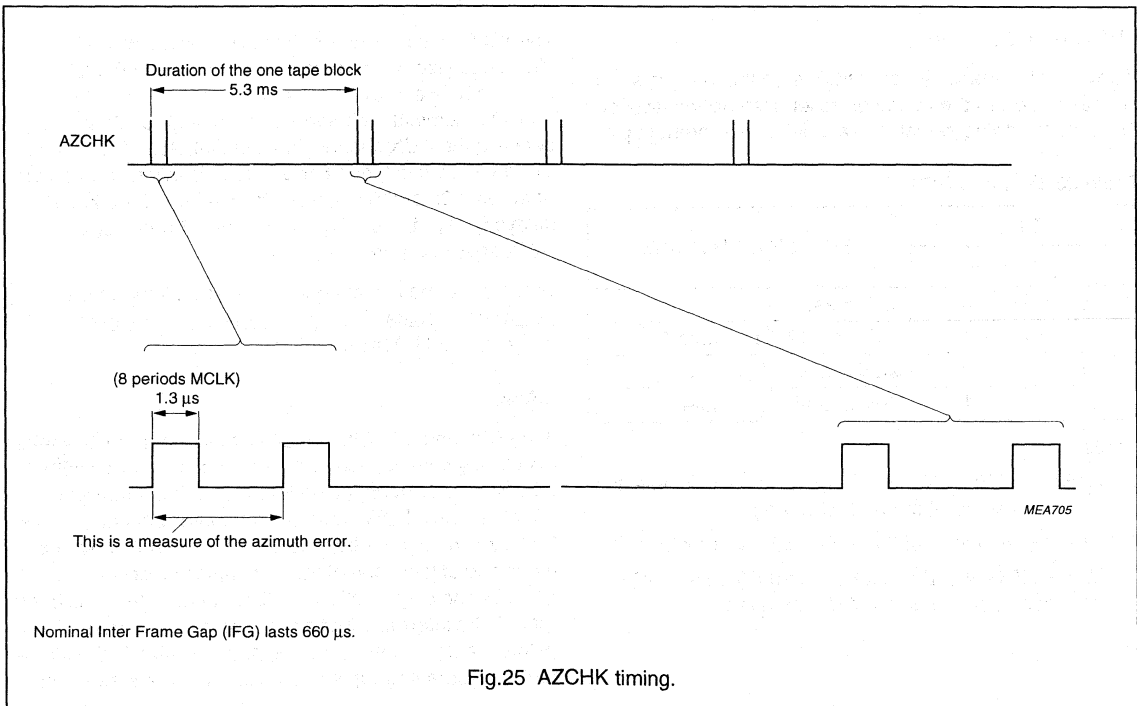 Duration of the one tape block
5.3 ms
AZCHK
(8 periods MCLK)
1.3 μs
MEA705
This is a measure of the azimuth error.
Nominal Inter Frame Gap (IFG) lasts 660 μs.
Fig.25 AZCHK timing.